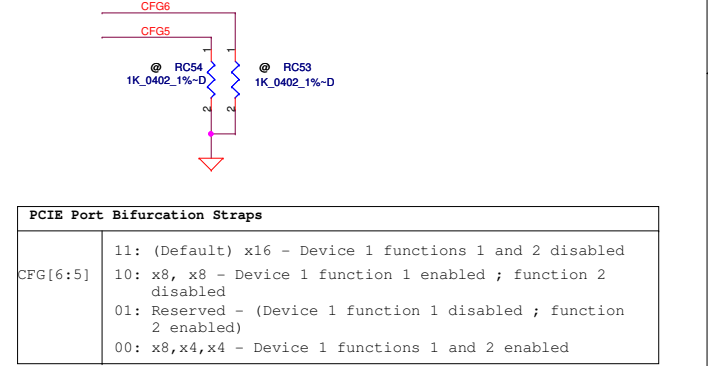 CFG6
CFG5
1 1
@ RC54 @ RC53
1K_0402_1%~D 1K_0402_1%~D
2 2
PCIE Port Bifurcation Straps
CFG[6:5]
11: (Default) x16 - Device 1 functions 1 and 2 disabled
10: x8, x8 - Device 1 function 1 enabled ; function 2
disabled
01: Reserved - (Device 1 function 1 disabled ; function
2 enabled)
00: x8,x4,x4 - Device 1 functions 1 and 2 enabled